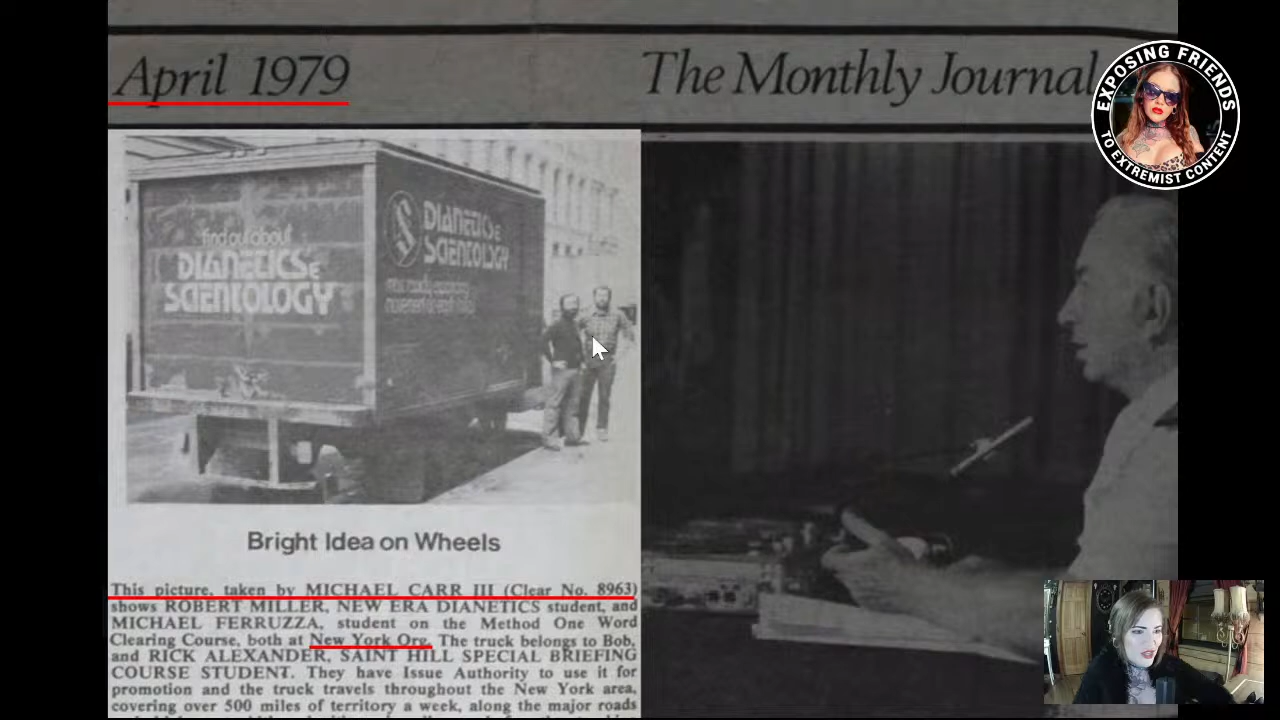 April 1979
The Monthly Journal
EXPOSING FRIENDS
TO EXTREMIST CONTENT
find out about
DIANETICS &
SCIENTOLOGY
DIANETICS &
SCIENTOLOGY
Bright Idea on Wheels
This picture, taken by MICHAEL CARR III (Clear No. 8963)
shows ROBERT MILLER, NEW ERA DIANETICS student, and
MICHAEL FERRUZZA, student on the Method One Word
Clearing Course, both at New York Org. The truck belongs to Bob,
and RICK ALEXANDER, SAINT HILL SPECIAL BRIEFING
COURSE STUDENT. They have Issue Authority to use it for
promotion and the truck travels throughout the New York area,
covering over 500 miles of territory a week, along the major roads